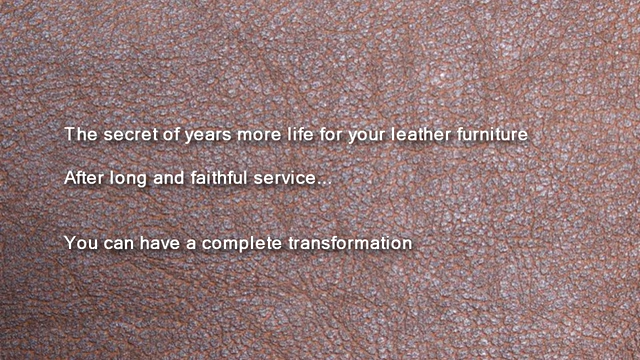 The secret of years more life for your leather furniture
After long and faithful service...
You can have a complete transformation